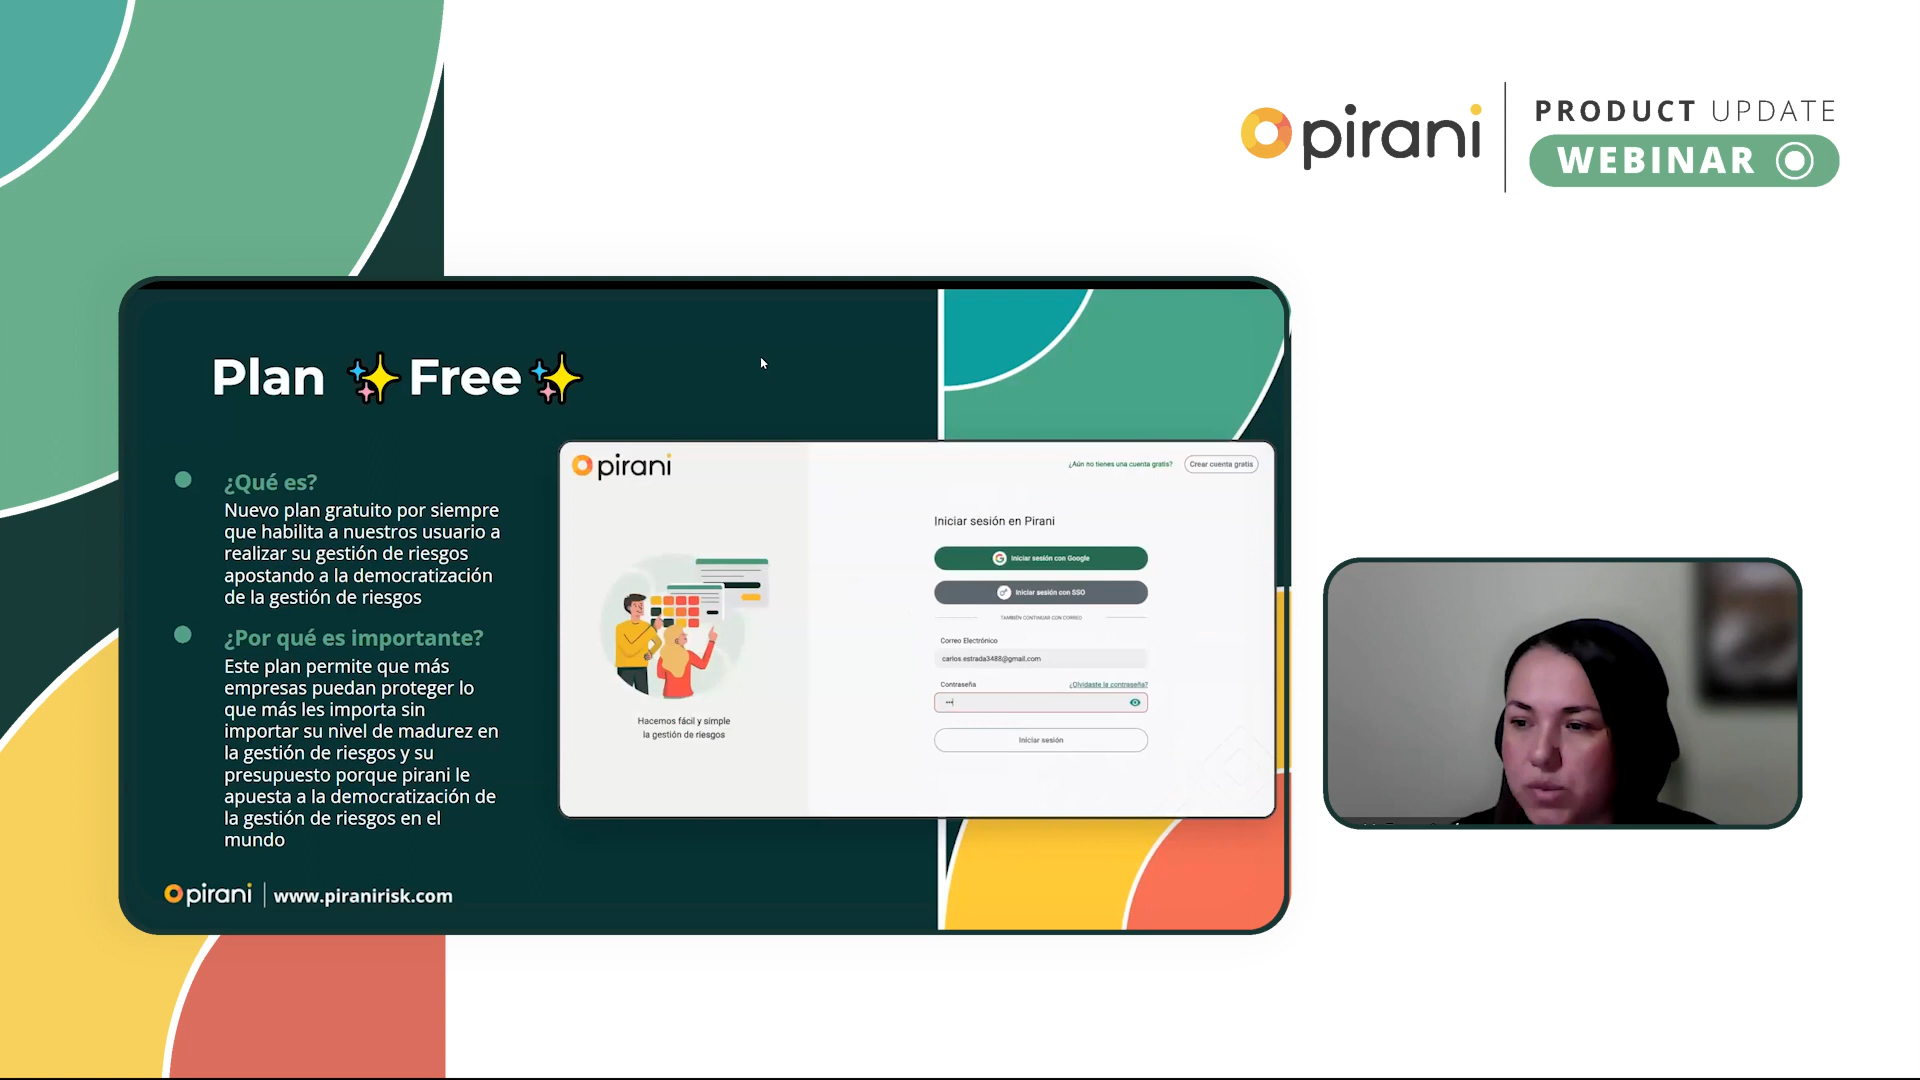 pirani
PRODUCT UPDATE
WEBINAR
Plan ✨Free✨
¿Qué es?
Nuevo plan gratuito por siempre
que habilita a nuestros usuario a
realizar su gestión de riesgos
apostando a la democratización
de la gestión de riesgos
¿Por qué es importante?
Este plan permite que más
empresas puedan proteger lo
que más les importa sin
importar su nivel de madurez en
la gestión de riesgos y su
presupuesto porque pirani le
apuesta a la democratización de
la gestión de riesgos en el
mundo
pirani | www.piranirisk.com
pirani
¿Aún no tienes una cuenta gratis?
Crear cuenta gratis
Hacemos fácil y simple
la gestión de riesgos
Iniciar sesión en Pirani
Iniciar sesión con Google
Iniciar sesión con SSO
TAMBIÉN CONTINUAR CON CORREO
Correo Electrónico
carlos.estrada3488@gmail.com
Contraseña
¿Olvidaste la contraseña?
Iniciar sesión